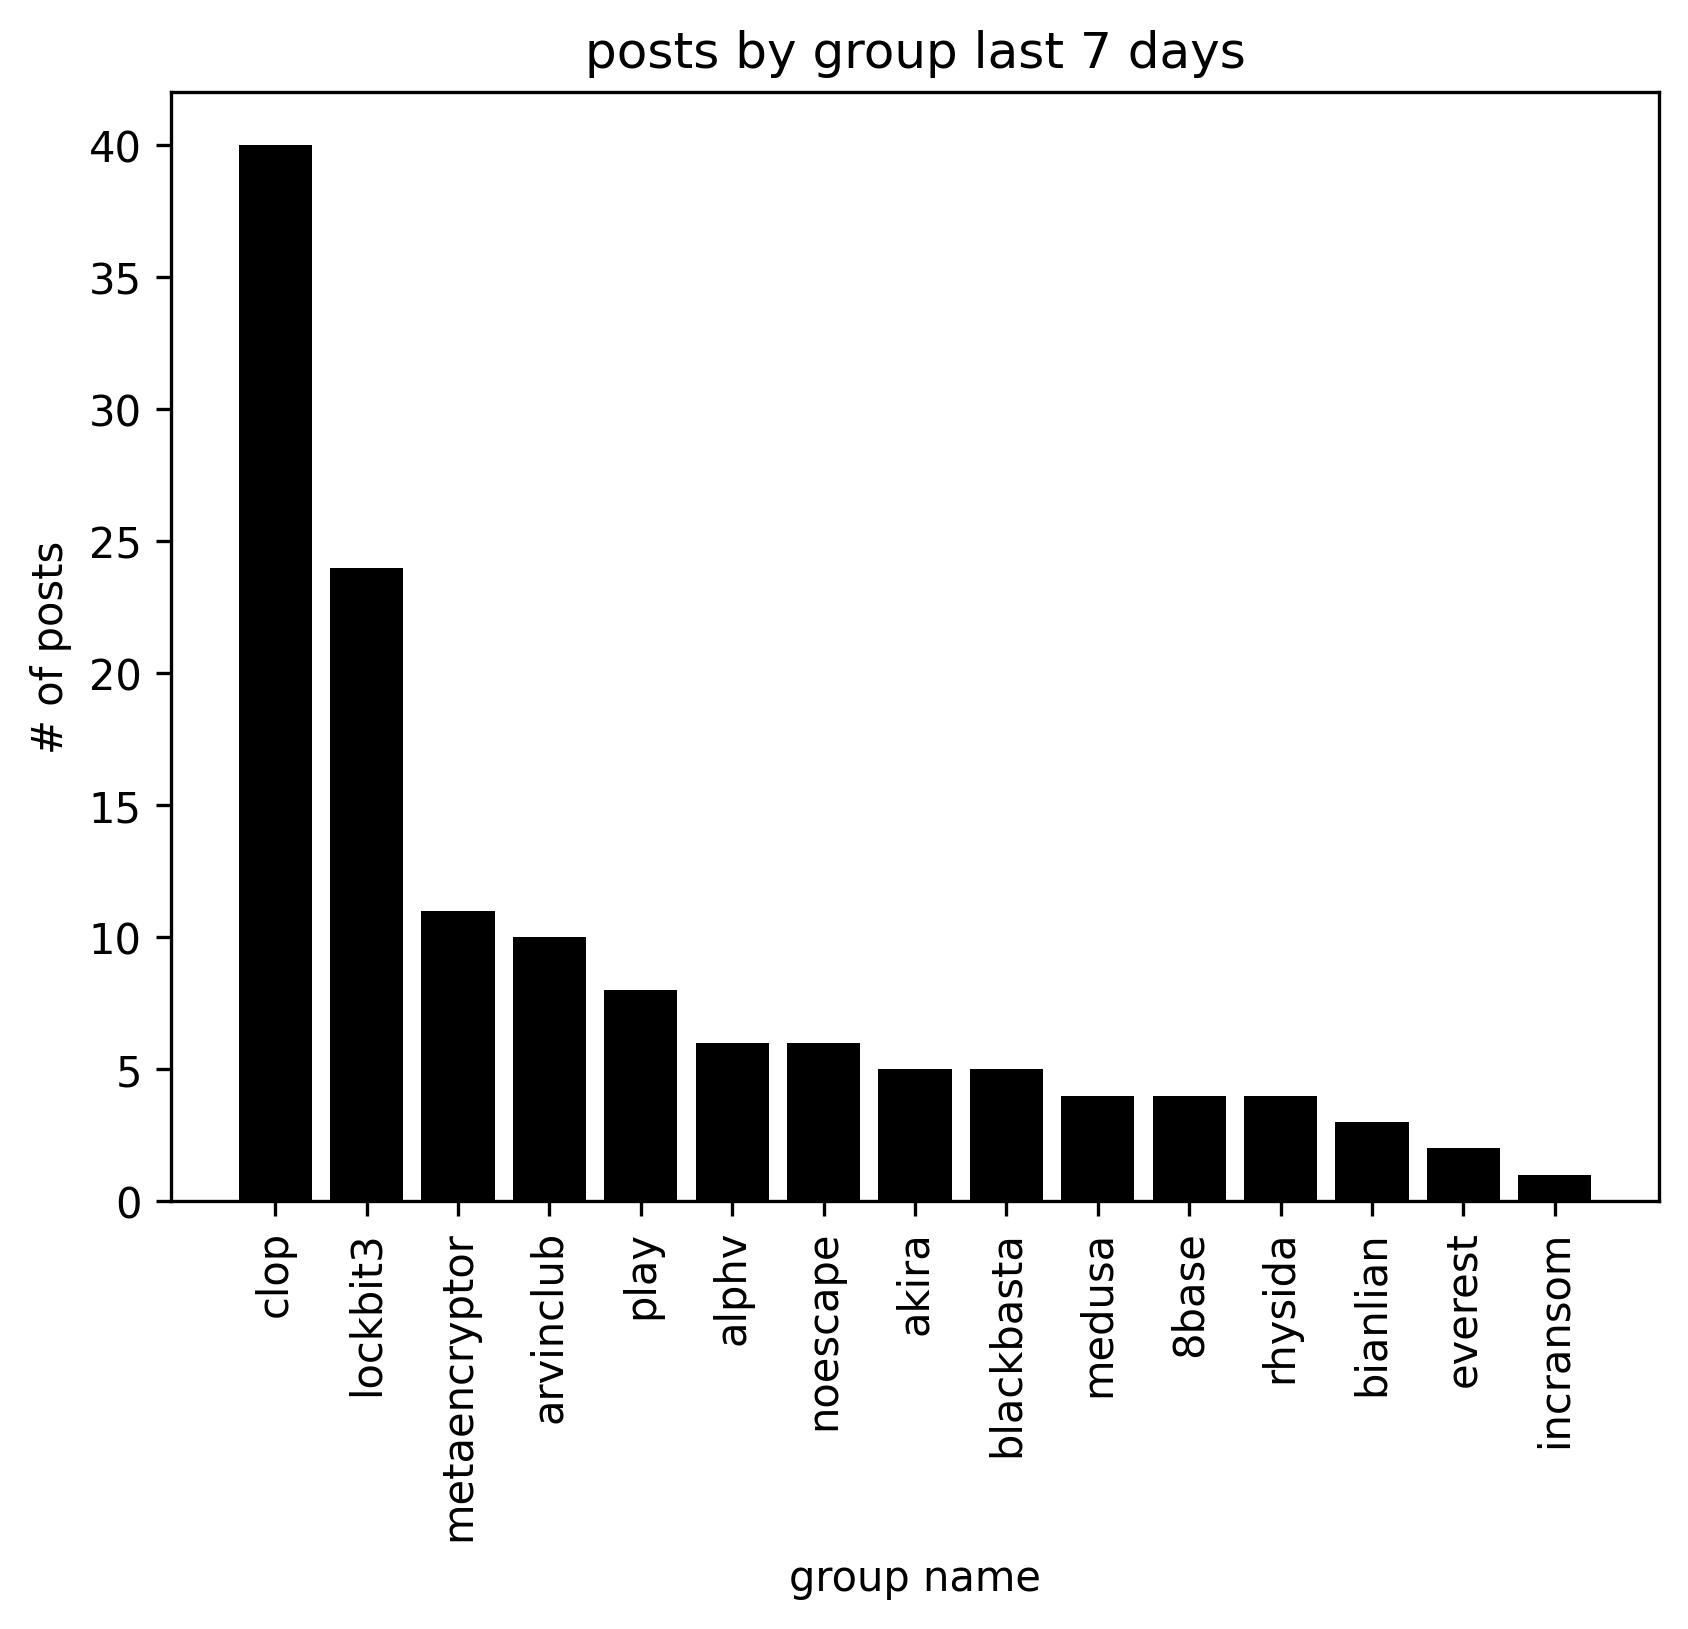 posts by group last 7 days
# of posts
40
35
30
25
20
15
10
5
0
clop
lockbit3
metaencryptor
arvinclub
play
alphv
noescape
akira
blackbasta
medusa
8base
rhysida
bianlian
everest
incransom
group name